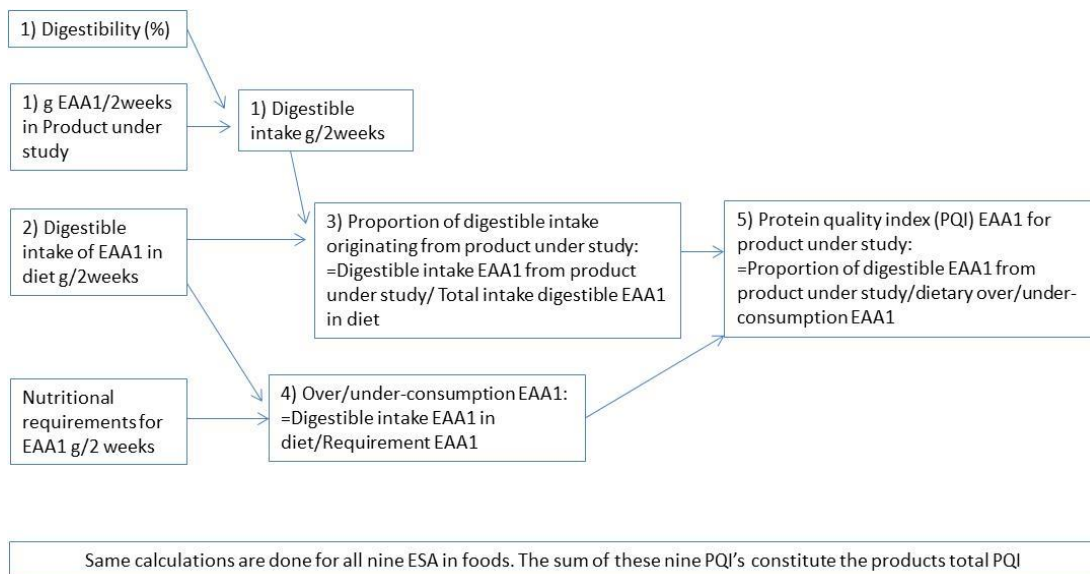 1) Digestibility (%)
1) g EAA1/2weeks
in Product under
study
1) Digestible
intake g/2weeks
2) Digestible
intake of EAA1 in
diet g/2weeks
3) Proportion of digestible intake
originating from product under study:
=Digestible intake EAA1 from product
under study/ Total intake digestible EAA1
in diet
5) Protein quality index (PQI) EAA1 for
product under study:
=Proportion of digestible EAA1 from
product under study/dietary over/under-
consumption EAA1
Nutritional
requirements for
EAA1 g/2 weeks
4) Over/under-consumption EAA1:
=Digestible intake EAA1 in
diet/Requirement EAA1
Same calculations are done for all nine ESA in foods. The sum of these nine PQI's constitute the products total PQI